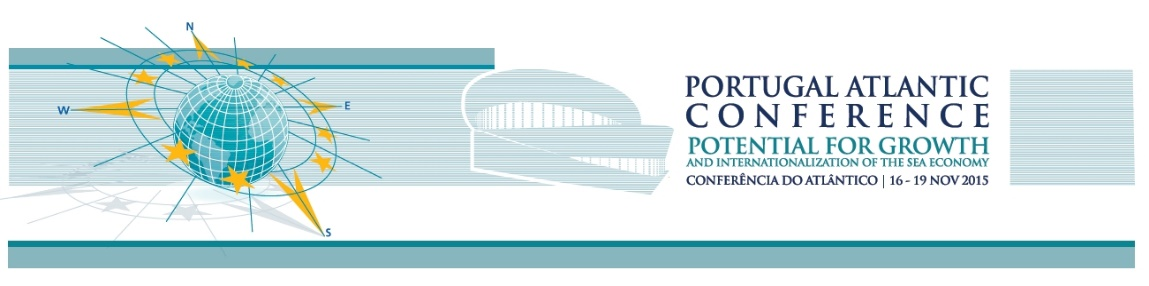 N
W
E
S
PORTUGAL ATLANTIC
CONFERENCE
POTENTIAL FOR GROWTH
AND INTERNATIONALIZATION OF THE SEA ECONOMY
CONFERÊNCIA DO ATLÂNTICO | 16 - 19 NOV 2015